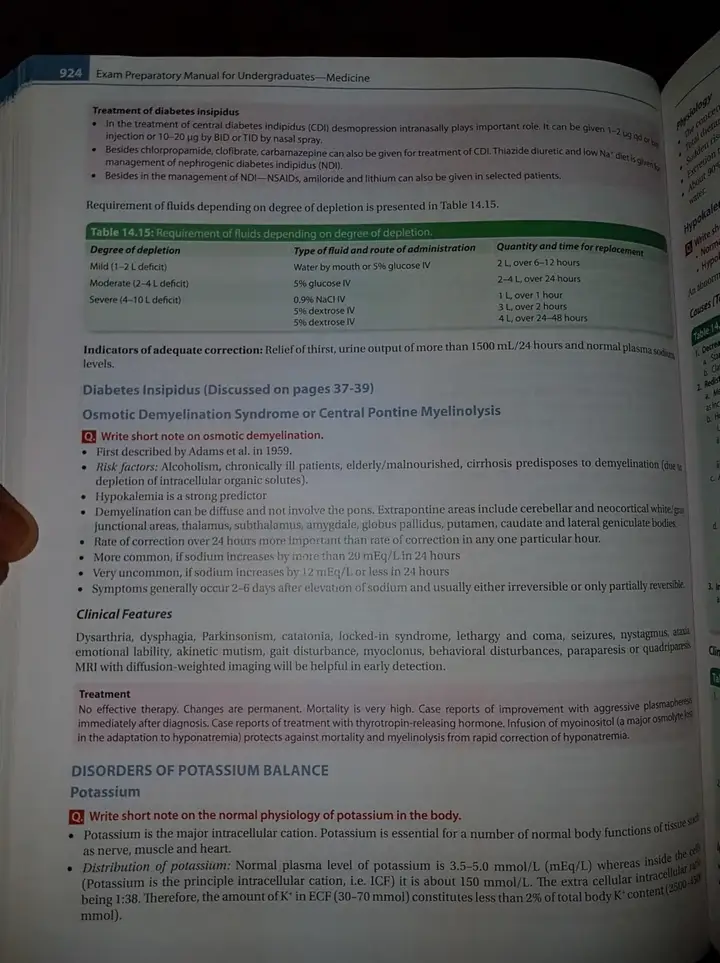 924 Exam Preparatory Manual for Undergraduates—Medicine
Treatment of diabetes insipidus
• In the treatment of central diabetes indipidus (CDI) desmopression intranasally plays important role. It can be given 1–2 µg qd or bid
injection or 10–20 µg by BID or TID by nasal spray.
• Besides chlorpropamide, clofibrate, carbamazepine can also be given for treatment of CDI. Thiazide diuretic and low Na⁺ diet is given for
management of nephrogenic diabetes indipidus (NDI).
• Besides in the management of NDI—NSAIDs, amiloride and lithium can also be given in selected patients.
Requirement of fluids depending on degree of depletion is presented in Table 14.15.
Table 14.15: Requirement of fluids depending on degree of depletion.
Degree of depletion Type of fluid and route of administration Quantity and time for replacement
Mild (1–2 L deficit) Water by mouth or 5% glucose IV 2 L, over 6–12 hours
Moderate (2–4 L deficit) 5% glucose IV 2–4 L, over 24 hours
Severe (4–10 L deficit) 0.9% NaCl IV 1 L, over 1 hour
5% dextrose IV 3 L, over 2 hours
5% dextrose IV 4 L, over 24–48 hours
Indicators of adequate correction: Relief of thirst, urine output of more than 1500 mL/24 hours and normal plasma sodium
levels.
Diabetes Insipidus (Discussed on pages 37-39)
Osmotic Demyelination Syndrome or Central Pontine Myelinolysis
Q. Write short note on osmotic demyelination.
• First described by Adams et al. in 1959.
• Risk factors: Alcoholism, chronically ill patients, elderly/malnourished, cirrhosis predisposes to demyelination (due to
depletion of intracellular organic solutes).
• Hypokalemia is a strong predictor
• Demyelination can be diffuse and not involve the pons. Extrapontine areas include cerebellar and neocortical white/gray
junctional areas, thalamus, subthalamus, amygdale, globus pallidus, putamen, caudate and lateral geniculate bodies.
• Rate of correction over 24 hours more important than rate of correction in any one particular hour.
• More common, if sodium increases by more than 20 mEq/L in 24 hours
• Very uncommon, if sodium increases by 12 mEq/L or less in 24 hours
• Symptoms generally occur 2–6 days after elevation of sodium and usually either irreversible or only partially reversible.
Clinical Features
Dysarthria, dysphagia, Parkinsonism, catatonia, locked-in syndrome, lethargy and coma, seizures, nystagmus, ataxia
emotional lability, akinetic mutism, gait disturbance, myoclonus, behavioral disturbances, paraparesis or quadriparesis.
MRI with diffusion-weighted imaging will be helpful in early detection.
Treatment
No effective therapy. Changes are permanent. Mortality is very high. Case reports of improvement with aggressive plasmapheresis
immediately after diagnosis. Case reports of treatment with thyrotropin-releasing hormone. Infusion of myoinositol (a major osmolyte lost
in the adaptation to hyponatremia) protects against mortality and myelinolysis from rapid correction of hyponatremia.
DISORDERS OF POTASSIUM BALANCE
Potassium
Q. Write short note on the normal physiology of potassium in the body.
• Potassium is the major intracellular cation. Potassium is essential for a number of normal body functions of tissue such
as nerve, muscle and heart.
• Distribution of potassium: Normal plasma level of potassium is 3.5–5.0 mmol/L (mEq/L) whereas inside the cells
(Potassium is the principle intracellular cation, i.e. ICF) it is about 150 mmol/L. The extra cellular intracellular ratio
being 1:38. Therefore, the amount of K⁺ in ECF (30–70 mmol) constitutes less than 2% of total body K⁺ content (2500–4500
mmol).
Physiology
Hypokale
Q Write sh
• Norm
• Hypo
An abnorm
Causes (T
Table 14
1. Decrea